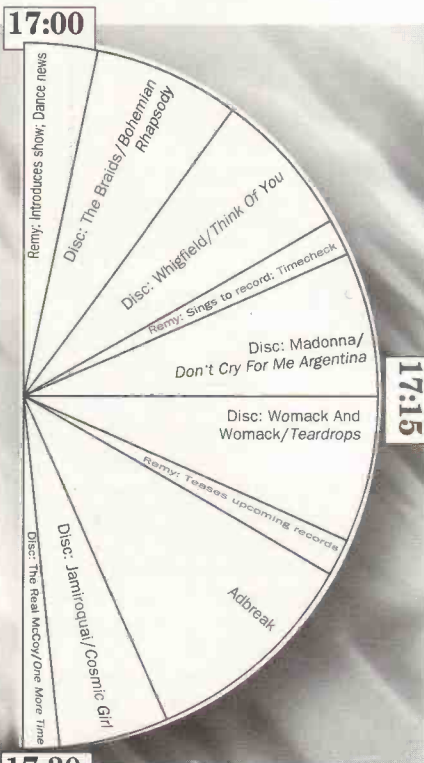 17:00
Remy: Introduces show: Dance news
Disc: The Braids/Bohemian
Rhapsody
Disc: Whigfield/Think Of You
Remy: Sings to record: Timecheck
Disc: Madonna/
Don't Cry For Me Argentina
17:15
Disc: Womack And
Womack/Teardrops
Remy: Teases upcoming records
Adbreak
Disc: Jamiroquai/Cosmic Girl
Disc: The Real McCoy/One More Time
17:30